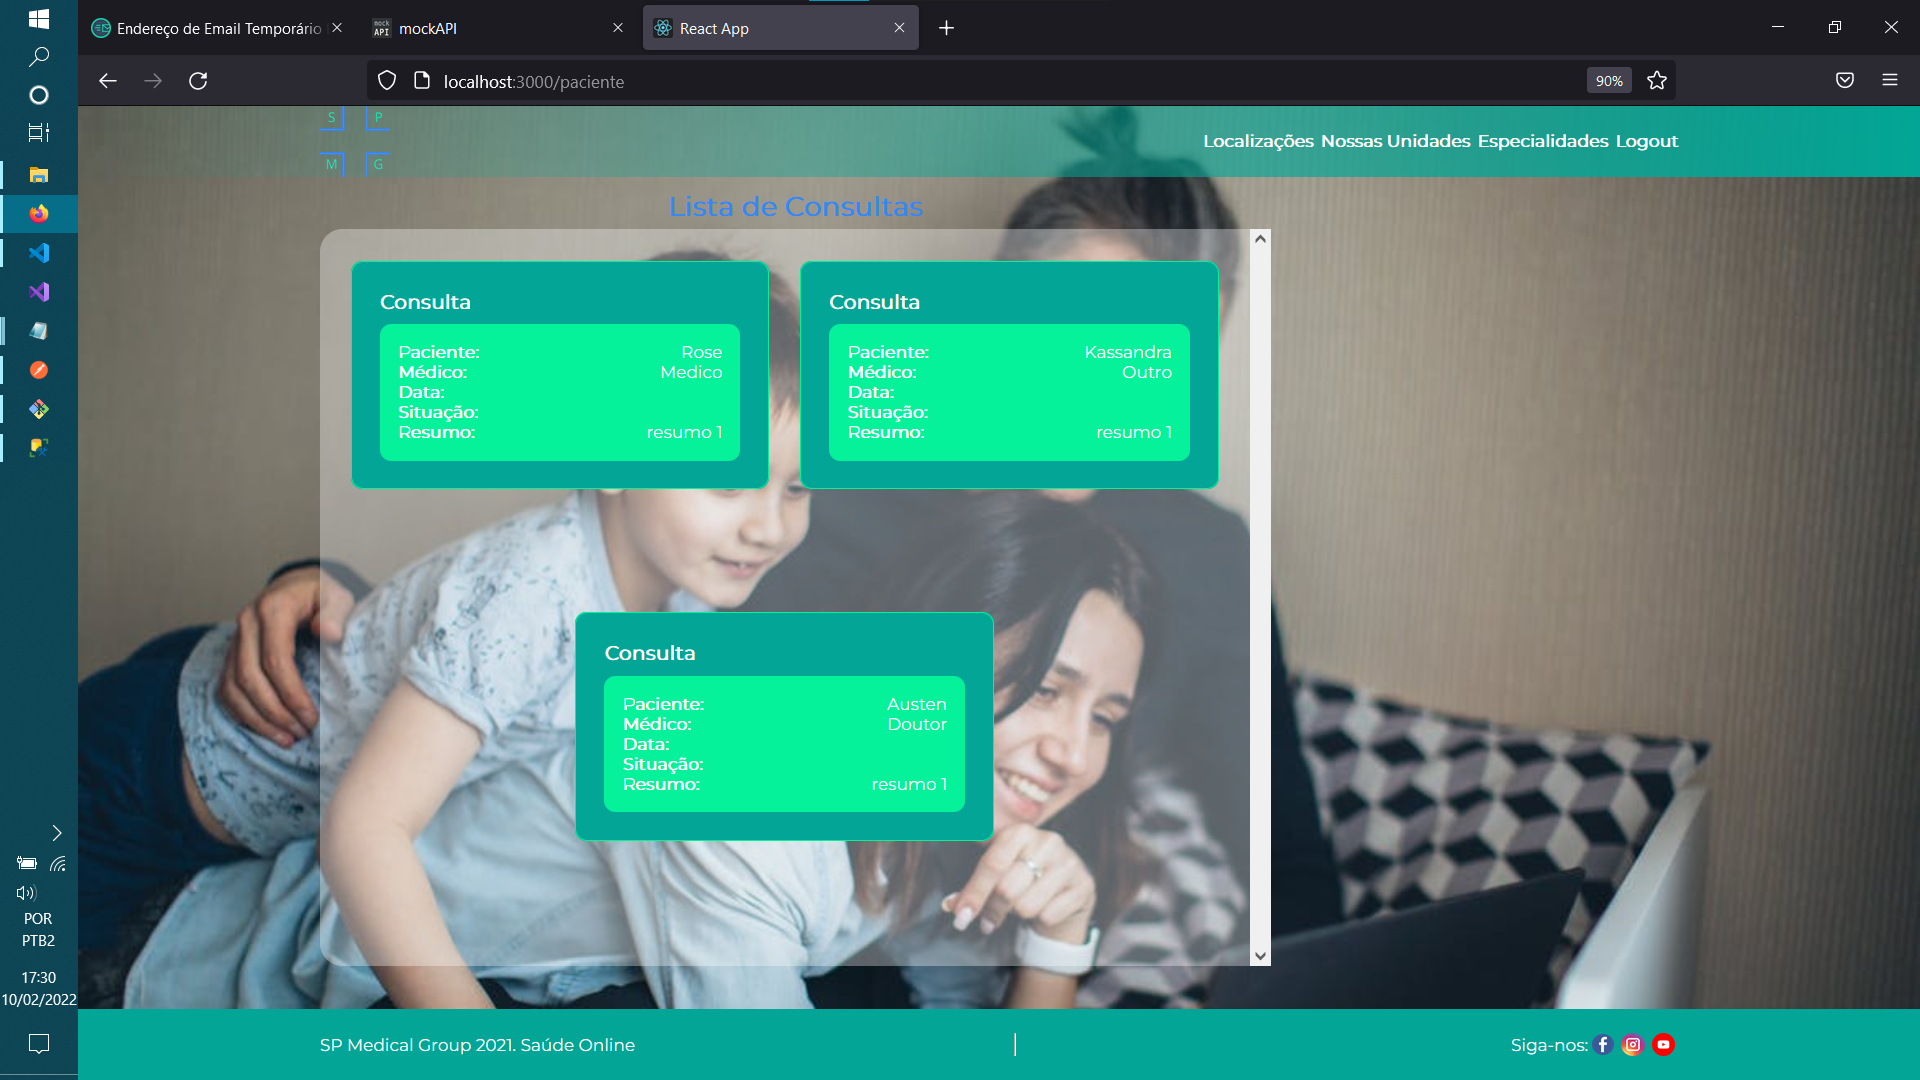 Endereço de Email Temporário
mockAPI
React App
localhost:3000/paciente
90%
S P
M G
Localizações Nossas Unidades Especialidades Logout
Lista de Consultas
Consulta
Paciente: Rose
Médico: Medico
Data:
Situação:
Resumo: resumo 1
Consulta
Paciente: Kassandra
Médico: Outro
Data:
Situação:
Resumo: resumo 1
Consulta
Paciente: Austen
Médico: Doutor
Data:
Situação:
Resumo: resumo 1
POR
PTB2
17:30
10/02/2022
SP Medical Group 2021. Saúde Online
Siga-nos: